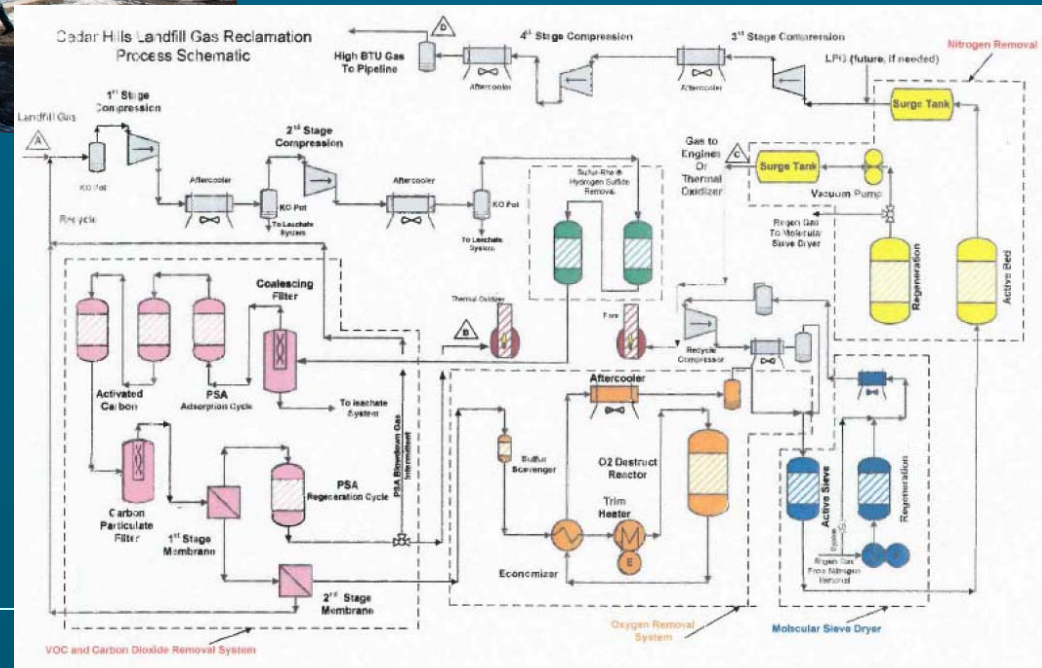 Cedar Hills Landfill Gas Reclamation
Process Schematic
D
High BTU Gas
To Pipeline
Aftercooler
4th Stage Compression
Aftercooler
3rd Stage Compression
LPG (future, if needed)
Nitrogen Removal
Surge Tank
Landfill Gas
A
1st Stage
Compression
KO Pot
Aftercooler
2nd Stage
Compression
KO Pot
To Leachate
System
Aftercooler
KO Pot
To Leachate
System
Hydrogen Sulfide
Removal
Gas to
Engines
Or
Thermal
Oxidizer
C
Surge Tank
Vacuum Pump
Regen Gas
To Molecular
Sieve Dryer
Regeneration
Active Bed
Recycle
Coalescing
Filter
Thermal Oxidizer
B
Recycle
Compressor
Activated
Carbon
PSA
Adsorption Cycle
To leachate
System
PSA Blowdown Gas
Intermittent
Carbon
Particulate
Filter
1st Stage
Membrane
PSA
Regeneration Cycle
2nd Stage
Membrane
Aftercooler
Sulfur
Scavenger
O2 Destruct
Reactor
Trim
Heater
E
Economizer
Active Sieve
Regeneration
Regen Gas
From Nitrogen
Removal
Oxygen Removal
System
Molecular Sieve Dryer
VOC and Carbon Dioxide Removal System